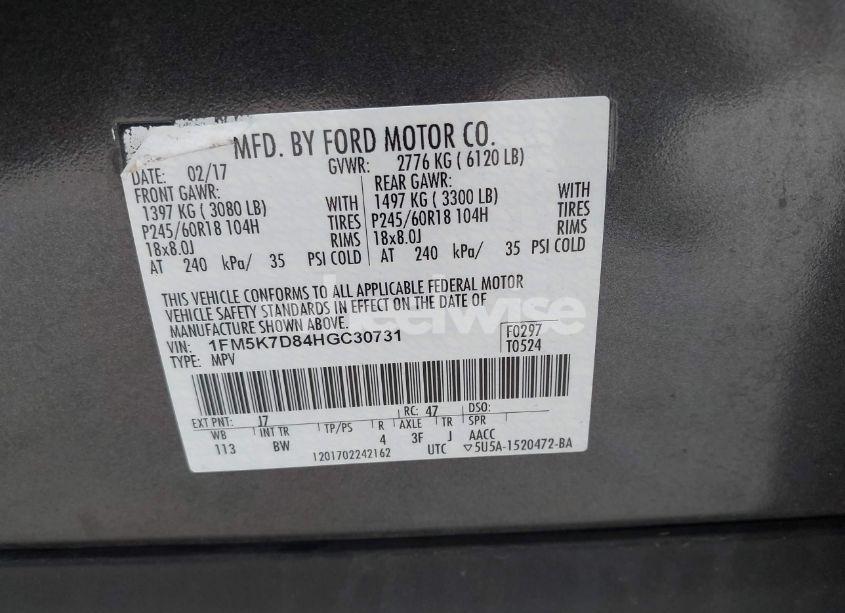 MFD. BY FORD MOTOR CO.
DATE: 02/17 GVWR: 2776 KG ( 6120 LB)
FRONT GAWR: REAR GAWR:
1397 KG ( 3080 LB) WITH 1497 KG ( 3300 LB) WITH
P245/60R18 104H TIRES P245/60R18 104H TIRES
18x8.0J RIMS 18x8.0J RIMS
AT 240 kPa/ 35 PSI COLD AT 240 kPa/ 35 PSI COLD
THIS VEHICLE CONFORMS TO ALL APPLICABLE FEDERAL MOTOR
VEHICLE SAFETY STANDARDS IN EFFECT ON THE DATE OF
MANUFACTURE SHOWN ABOVE.
VIN: 1FM5K7D84HGC30731 F0297
TYPE: MPV T0524
EXT PNT: J7 RC: 47 DSO:
WB INT TR TP/PS R AXLE TR SPR
113 BW 4 3F J AACC
1201702242162 UTC ▽5U5A-1520472-BA